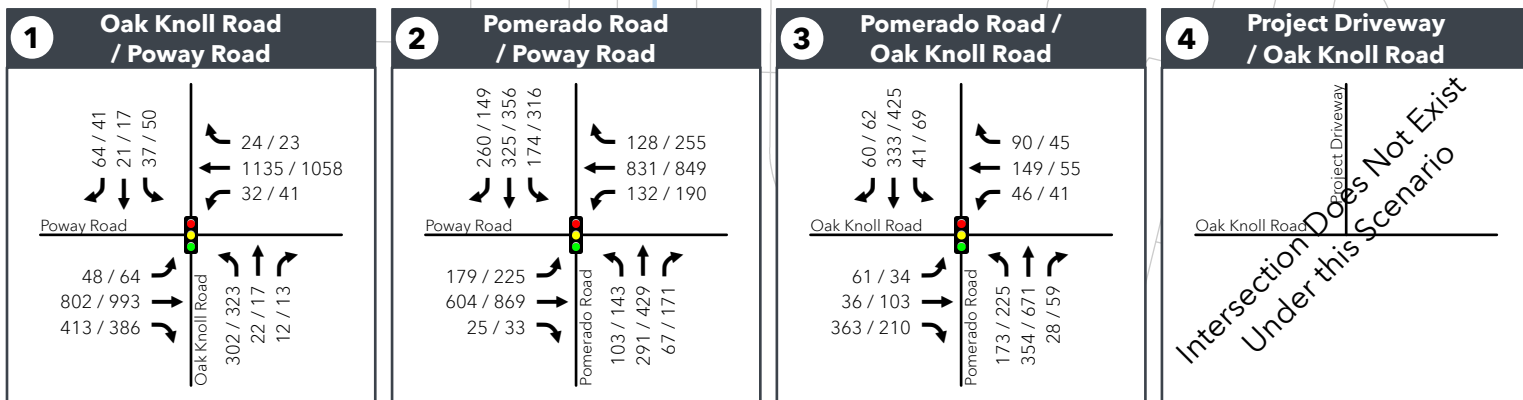 1
Oak Knoll Road
/ Poway Road
64 / 41
21 / 17
37 / 50
24 / 23
1135 / 1058
32 / 41
Poway Road
48 / 64
802 / 993
413 / 386
Oak Knoll Road
302 / 323
22 / 17
12 / 13
2
Pomerado Road
/ Poway Road
260 / 149
325 / 356
174 / 316
128 / 255
831 / 849
132 / 190
Poway Road
179 / 225
604 / 869
25 / 33
Pomerado Road
103 / 143
291 / 429
67 / 171
3
Pomerado Road /
Oak Knoll Road
60 / 62
333 / 425
41 / 69
90 / 45
149 / 55
46 / 41
Oak Knoll Road
61 / 34
36 / 103
363 / 210
Pomerado Road
173 / 225
354 / 671
28 / 59
4
Project Driveway
/ Oak Knoll Road
Project Driveway
Oak Knoll Road
Intersection Does Not Exist
Under this Scenario